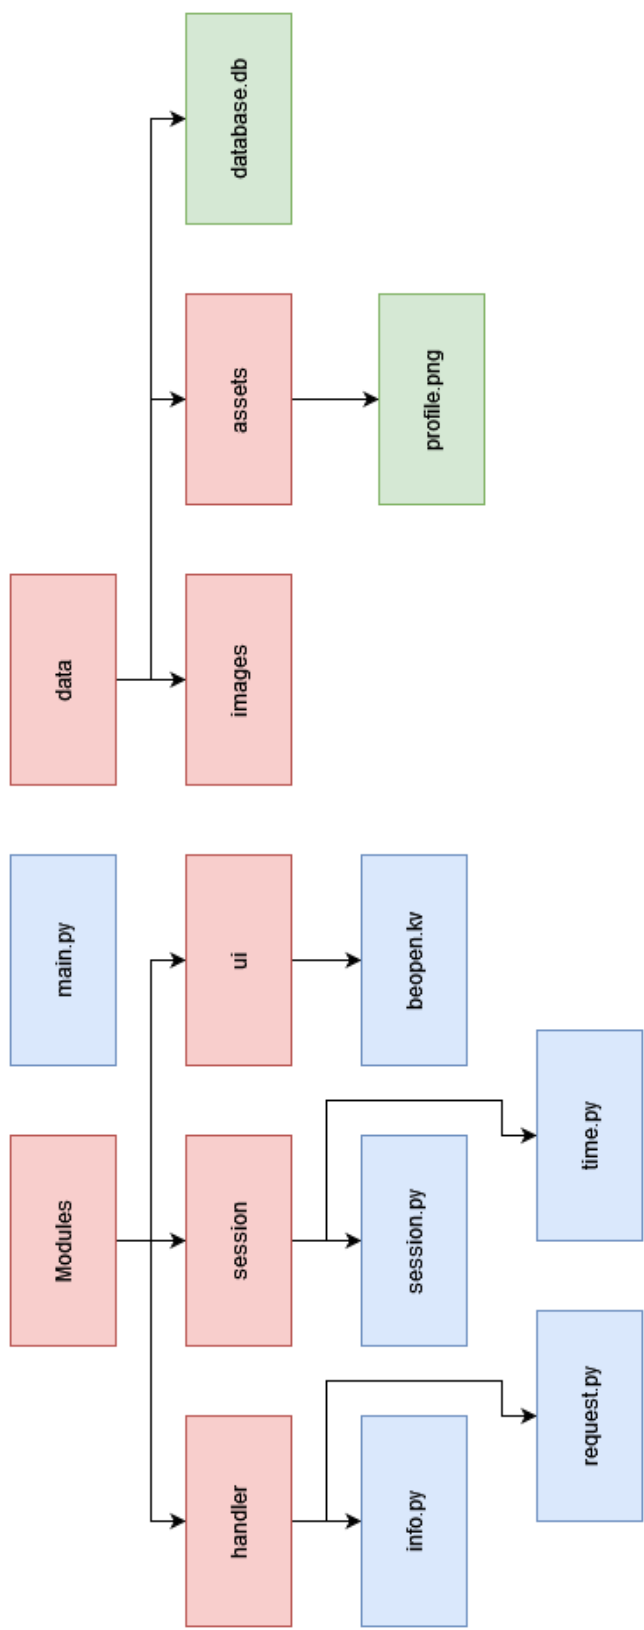 Modules
main.py
data
handler
session
ui
images
assets
database.db
info.py
session.py
beopen.kv
profile.png
request.py
time.py